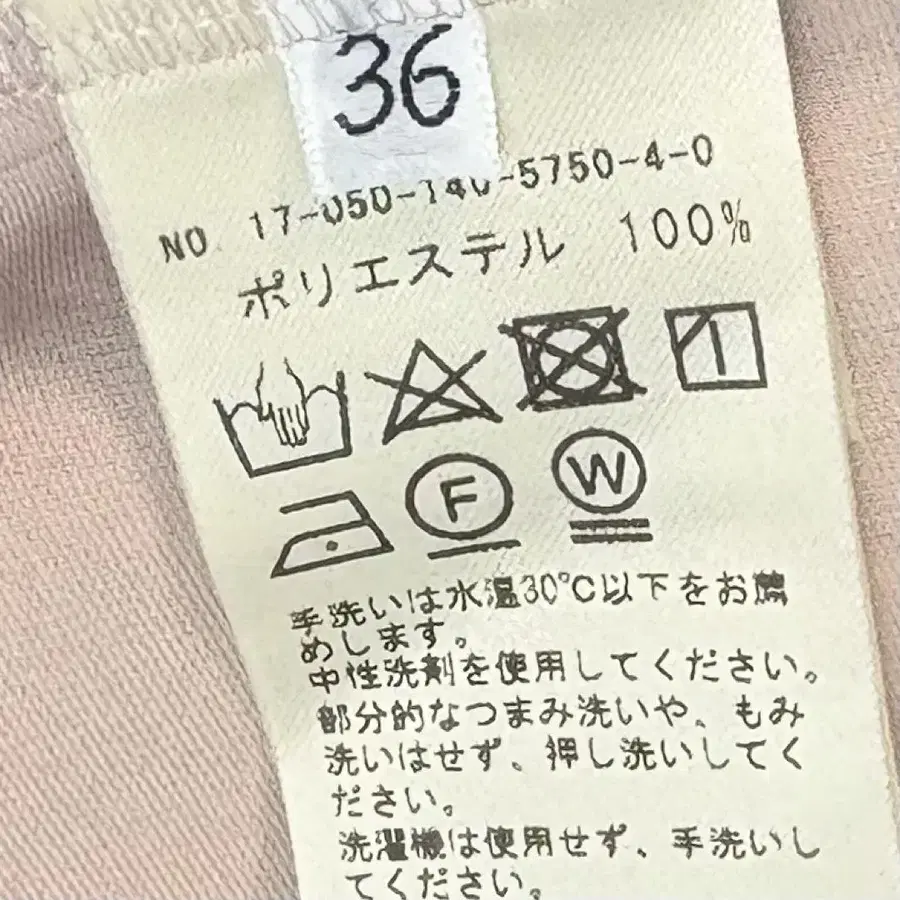 36
NO 17-050-140-5750-4-0
ポリエステル 100%
F
W
手洗いは水温30℃以下をお薦
めします。
中性洗剤を使用してください。
部分的なつまみ洗いや、もみ
洗いはせず、押し洗いしてく
ださい。
洗濯機は使用せず、手洗いし
てください。